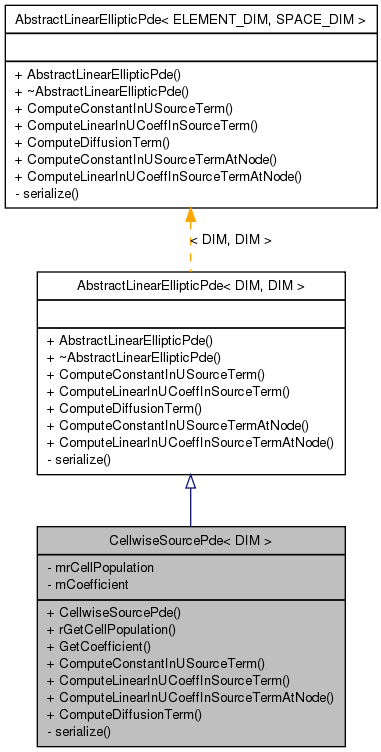 AbstractLinearEllipticPde< ELEMENT_DIM, SPACE_DIM >
+ AbstractLinearEllipticPde()
+ ~AbstractLinearEllipticPde()
+ ComputeConstantInUSourceTerm()
+ ComputeLinearInUCoeffInSourceTerm()
+ ComputeDiffusionTerm()
+ ComputeConstantInUSourceTermAtNode()
+ ComputeLinearInUCoeffInSourceTermAtNode()
- serialize()
< DIM, DIM >
AbstractLinearEllipticPde< DIM, DIM >
+ AbstractLinearEllipticPde()
+ ~AbstractLinearEllipticPde()
+ ComputeConstantInUSourceTerm()
+ ComputeLinearInUCoeffInSourceTerm()
+ ComputeDiffusionTerm()
+ ComputeConstantInUSourceTermAtNode()
+ ComputeLinearInUCoeffInSourceTermAtNode()
- serialize()
CellwiseSourcePde< DIM >
- mrCellPopulation
- mCoefficient
+ CellwiseSourcePde()
+ rGetCellPopulation()
+ GetCoefficient()
+ ComputeConstantInUSourceTerm()
+ ComputeLinearInUCoeffInSourceTerm()
+ ComputeLinearInUCoeffInSourceTermAtNode()
+ ComputeDiffusionTerm()
- serialize()